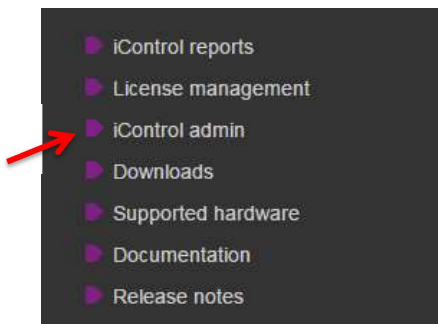 iControl reports
License management
iControl admin
Downloads
Supported hardware
Documentation
Release notes